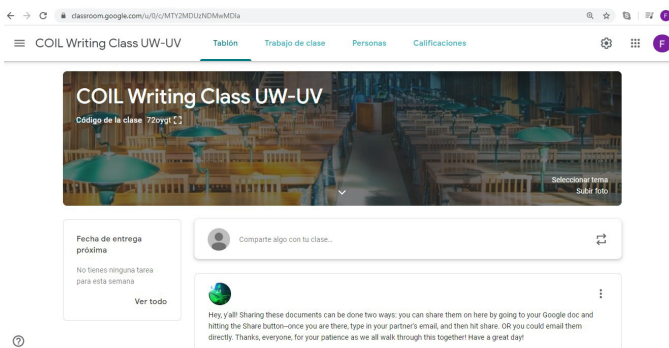 classroom.google.com/u/0/c/MTY2MDUzNDMwMDIa
COIL Writing Class UW-UV
Tablón
Trabajo de clase
Personas
Calificaciones
F
COIL Writing Class UW-UV
Código de la clase 72oygt
Seleccionar tema
Subir foto
Fecha de entrega
próxima
No tienes ninguna tarea
para esta semana
Ver todo
Comparte algo con tu clase...
Hey, y'all! Sharing these documents can be done two ways: you can share them on here by going to your Google doc and
hitting the Share button–once you are there, type in your partner's email, and then hit share. OR you could email them
directly. Thanks, everyone, for your patience as we all walk through this together! Have a great day!